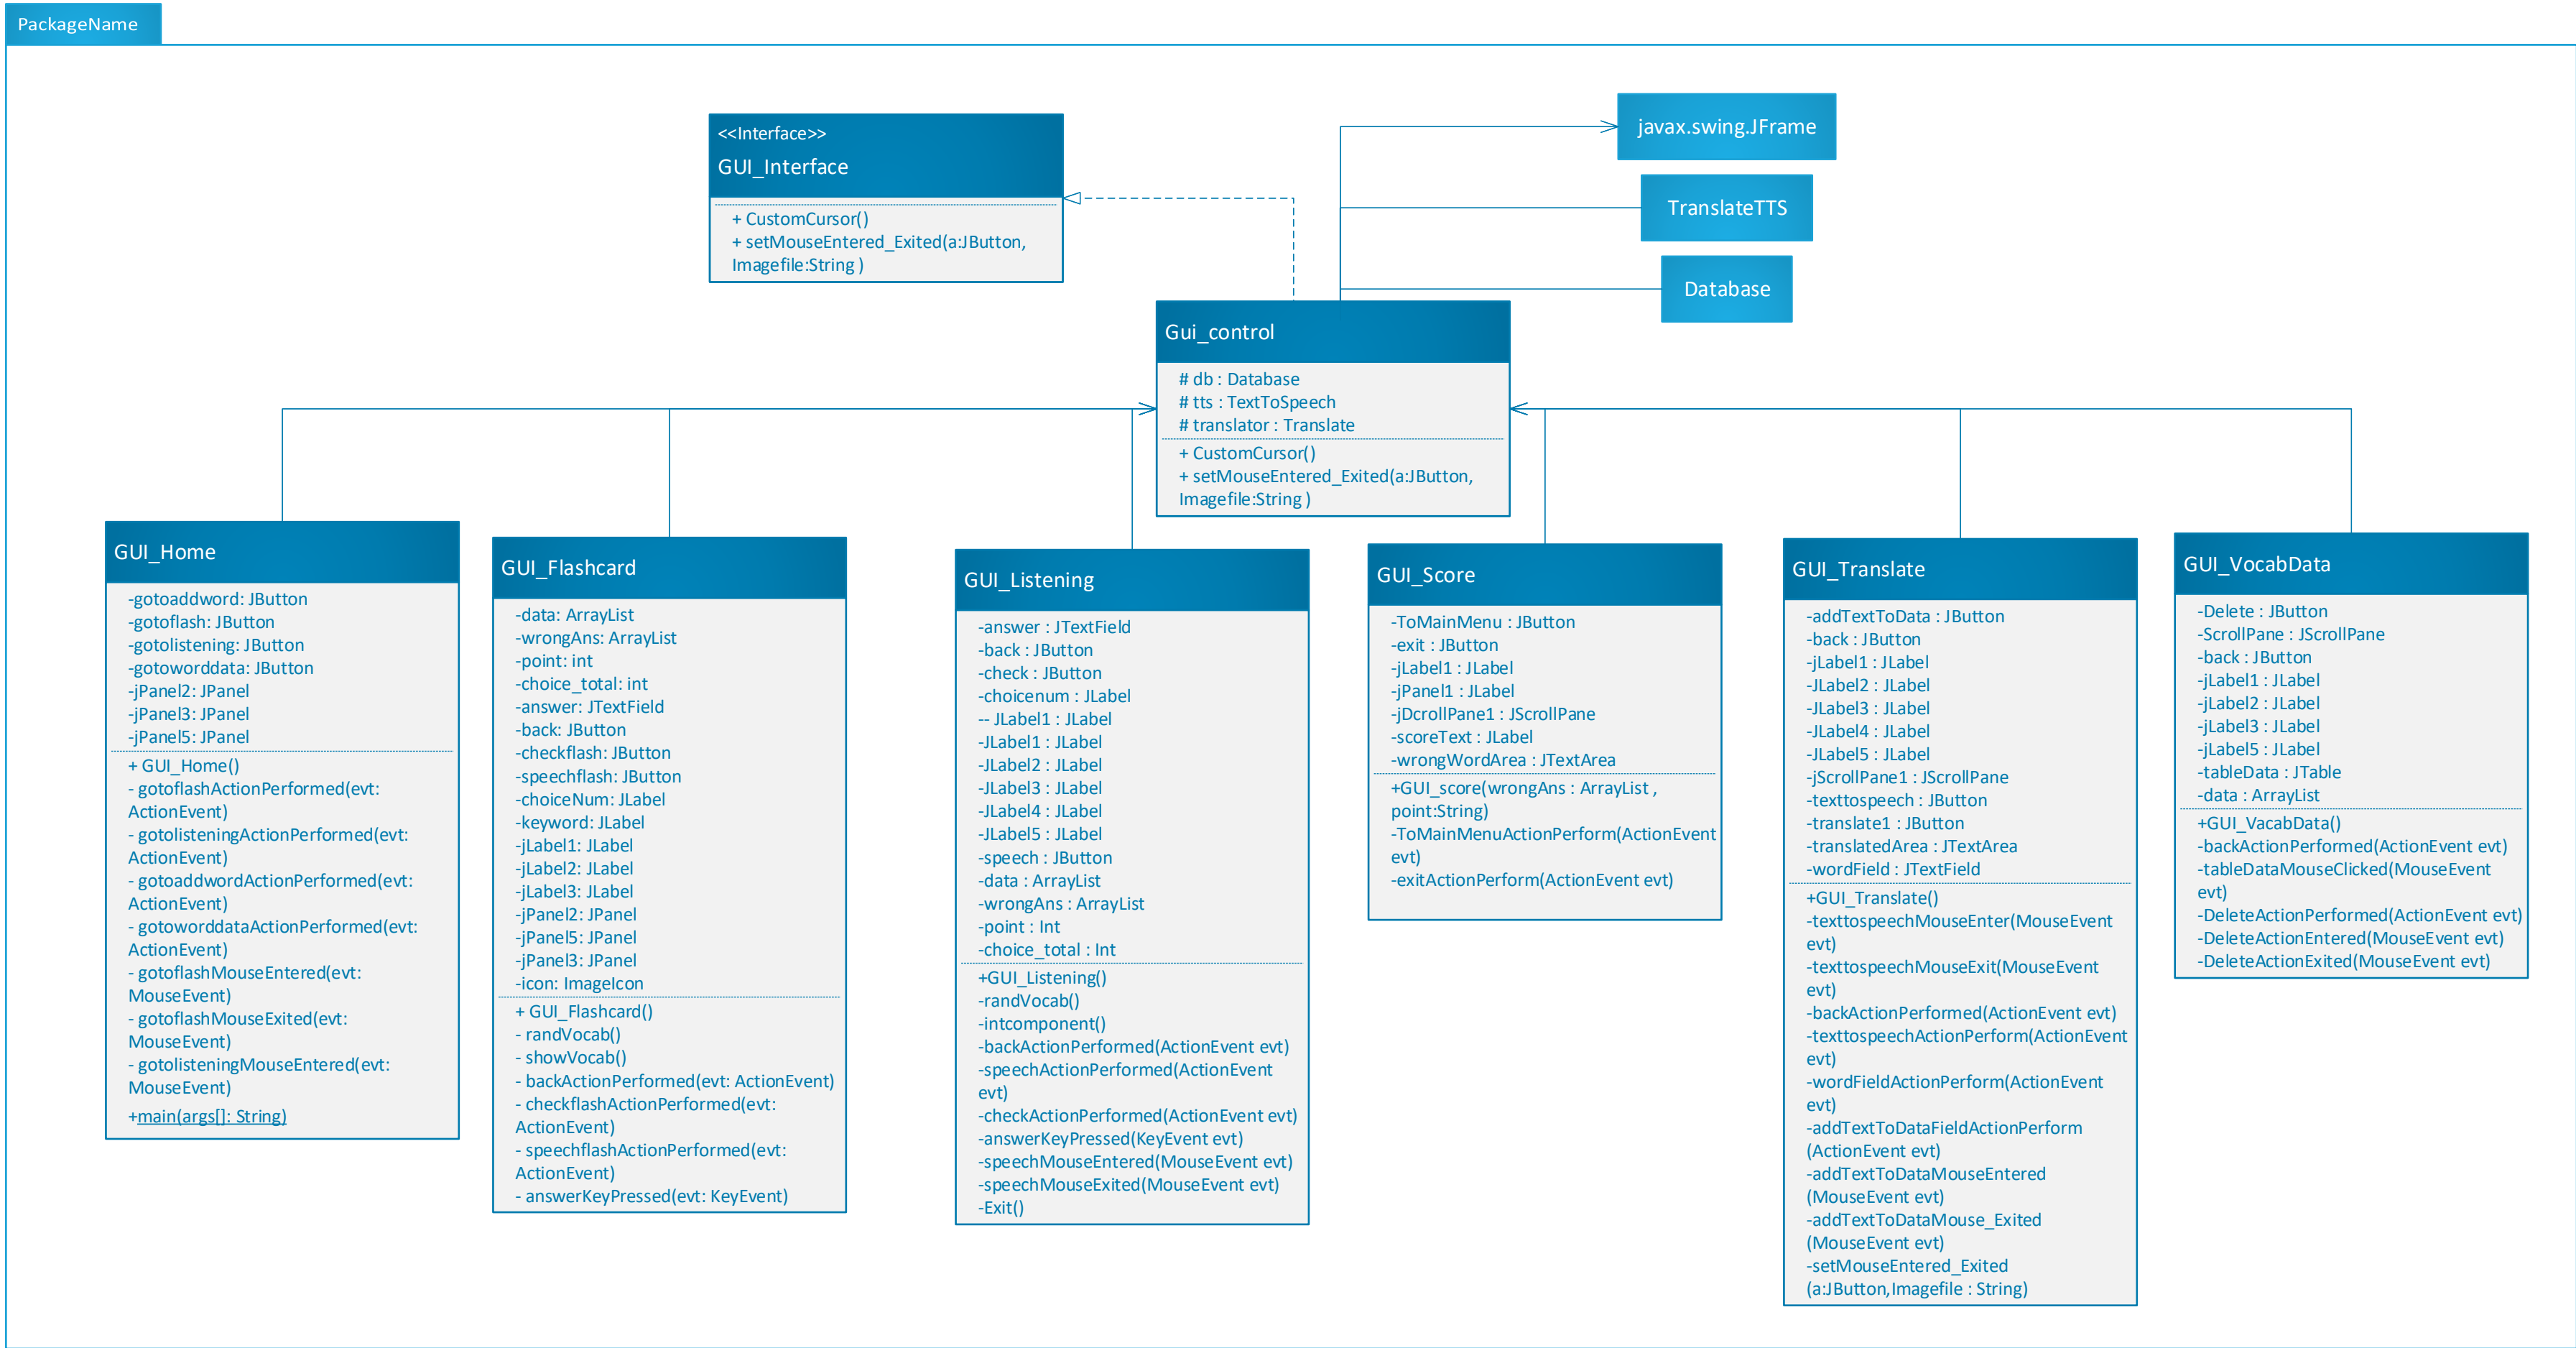 PackageName
<<Interface>>
GUI_Interface
+ CustomCursor()
+ setMouseEntered_Exited(a:JButton,
Imagefile:String )
javax.swing.JFrame
TranslateTTS
Database
Gui_control
# db : Database
# tts : TextToSpeech
# translator : Translate
+ CustomCursor()
+ setMouseEntered_Exited(a:JButton,
Imagefile:String )
GUI_Home
-gotoaddword: JButton
-gotoflash: JButton
-gotolistening: JButton
-gotoworddata: JButton
-jPanel2: JPanel
-jPanel3: JPanel
-jPanel5: JPanel
+ GUI_Home()
- gotoflashActionPerformed(evt:
ActionEvent)
- gotolisteningActionPerformed(evt:
ActionEvent)
- gotoaddwordActionPerformed(evt:
ActionEvent)
- gotoworddataActionPerformed(evt:
ActionEvent)
- gotoflashMouseEntered(evt:
MouseEvent)
- gotoflashMouseExited(evt:
MouseEvent)
- gotolisteningMouseEntered(evt:
MouseEvent)
+main(args[]: String)
GUI_Flashcard
-data: ArrayList
-wrongAns: ArrayList
-point: int
-choice_total: int
-answer: JTextField
-back: JButton
-checkflash: JButton
-speechflash: JButton
-choiceNum: JLabel
-keyword: JLabel
-jLabel1: JLabel
-jLabel2: JLabel
-jLabel3: JLabel
-jPanel2: JPanel
-jPanel5: JPanel
-jPanel3: JPanel
-icon: ImageIcon
+ GUI_Flashcard()
- randVocab()
- showVocab()
- backActionPerformed(evt: ActionEvent)
- checkflashActionPerformed(evt:
ActionEvent)
- speechflashActionPerformed(evt:
ActionEvent)
- answerKeyPressed(evt: KeyEvent)
GUI_Listening
-answer : JTextField
-back : JButton
-check : JButton
-choicenum : JLabel
-- JLabel1 : JLabel
-JLabel1 : JLabel
-JLabel2 : JLabel
-JLabel3 : JLabel
-JLabel4 : JLabel
-JLabel5 : JLabel
-speech : JButton
-data : ArrayList
-wrongAns : ArrayList
-point : Int
-choice_total : Int
+GUI_Listening()
-randVocab()
-intcomponent()
-backActionPerformed(ActionEvent evt)
-speechActionPerformed(ActionEvent
evt)
-checkActionPerformed(ActionEvent evt)
-answerKeyPressed(KeyEvent evt)
-speechMouseEntered(MouseEvent evt)
-speechMouseExited(MouseEvent evt)
-Exit()
GUI_Score
-ToMainMenu : JButton
-exit : JButton
-jLabel1 : JLabel
-jPanel1 : JLabel
-jDcrollPane1 : JScrollPane
-scoreText : JLabel
-wrongWordArea : JTextArea
+GUI_score(wrongAns : ArrayList ,
point:String)
-ToMainMenuActionPerform(ActionEvent
evt)
-exitActionPerform(ActionEvent evt)
GUI_Translate
-addTextToData : JButton
-back : JButton
-jLabel1 : JLabel
-JLabel2 : JLabel
-JLabel3 : JLabel
-JLabel4 : JLabel
-JLabel5 : JLabel
-jScrollPane1 : JScrollPane
-texttospeech : JButton
-translate1 : JButton
-translatedArea : JTextArea
-wordField : JTextField
+GUI_Translate()
-texttospeechMouseEnter(MouseEvent
evt)
-texttospeechMouseExit(MouseEvent
evt)
-backActionPerformed(ActionEvent evt)
-texttospeechActionPerform(ActionEvent
evt)
-wordFieldActionPerform(ActionEvent
evt)
-addTextToDataFieldActionPerform
(ActionEvent evt)
-addTextToDataMouseEntered
(MouseEvent evt)
-addTextToDataMouse_Exited
(MouseEvent evt)
-setMouseEntered_Exited
(a:JButton,Imagefile : String)
GUI_VocabData
-Delete : JButton
-ScrollPane : JScrollPane
-back : JButton
-jLabel1 : JLabel
-jLabel2 : JLabel
-jLabel3 : JLabel
-jLabel5 : JLabel
-tableData : JTable
-data : ArrayList
+GUI_VacabData()
-backActionPerformed(ActionEvent evt)
-tableDataMouseClicked(MouseEvent
evt)
-DeleteActionPerformed(ActionEvent evt)
-DeleteActionEntered(MouseEvent evt)
-DeleteActionExited(MouseEvent evt)